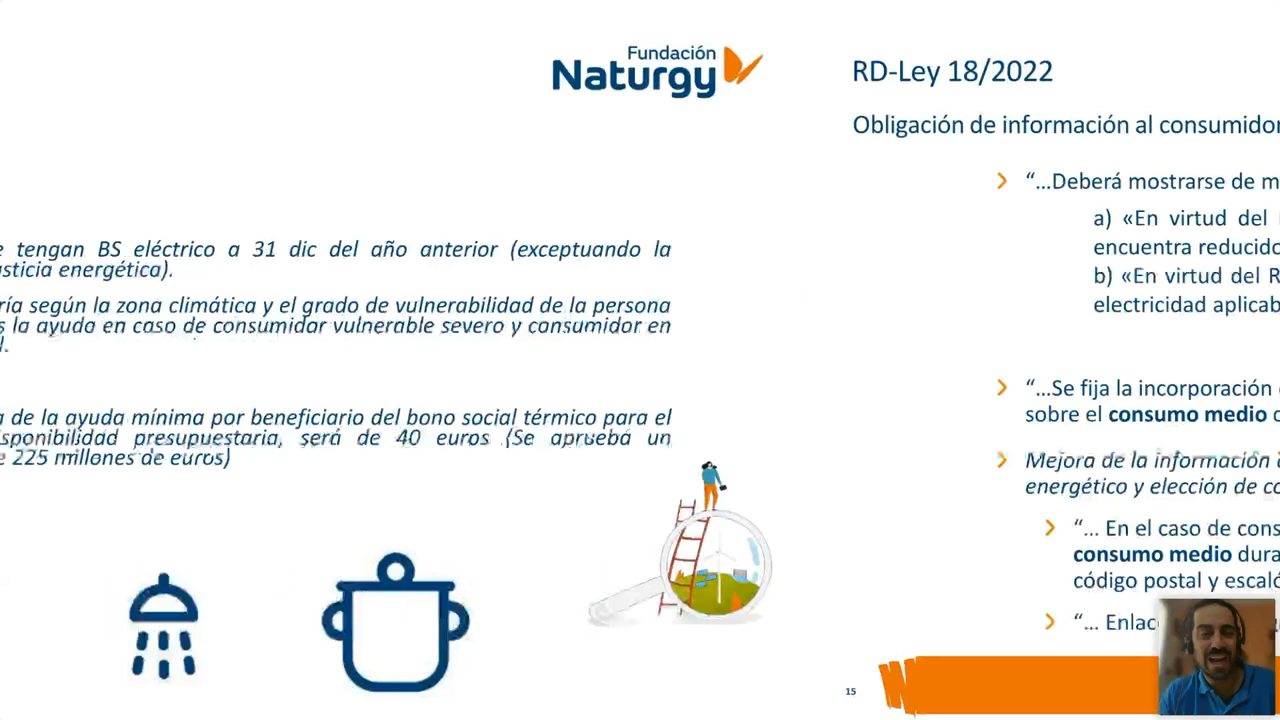 Fundación
Naturgy
e tengan BS eléctrico a 31 dic del año anterior (exceptuando la
usticia energética).
ría según la zona climática y el grado de vulnerabilidad de la persona
s la ayuda en caso de consumidor vulnerable severo y consumidor en
l.
a de la ayuda mínima por beneficiario del bono social térmico para el
isponibilidad presupuestaria, será de 40 euros (Se aprueba un
e 225 millones de euros)
RD-Ley 18/2022
Obligación de información al consumidor
“…Deberá mostrarse de m
a) «En virtud del
encuentra reducido
b) «En virtud del R
electricidad aplicab
“…Se fija la incorporación
sobre el consumo medio
Mejora de la información
energético y elección de co
“… En el caso de cons
consumo medio dura
código postal y escaló
“… Enlac
15